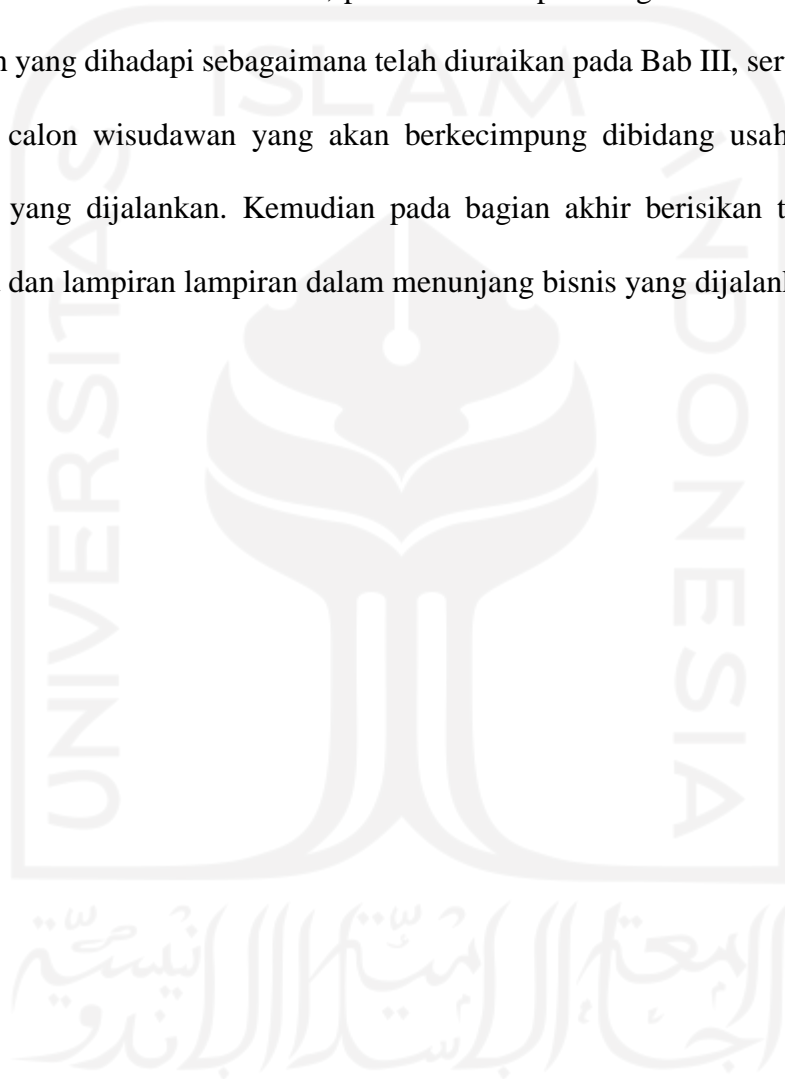 n yang dihadapi sebagaimana telah diuraikan pada Bab III, ser
calon wisudawan yang akan berkecimpung dibidang usah
yang dijalankan. Kemudian pada bagian akhir berisikan t
dan lampiran lampiran dalam menunjang bisnis yang dijalanl
ISLAM
UNIVERSITAS
INDONESIA